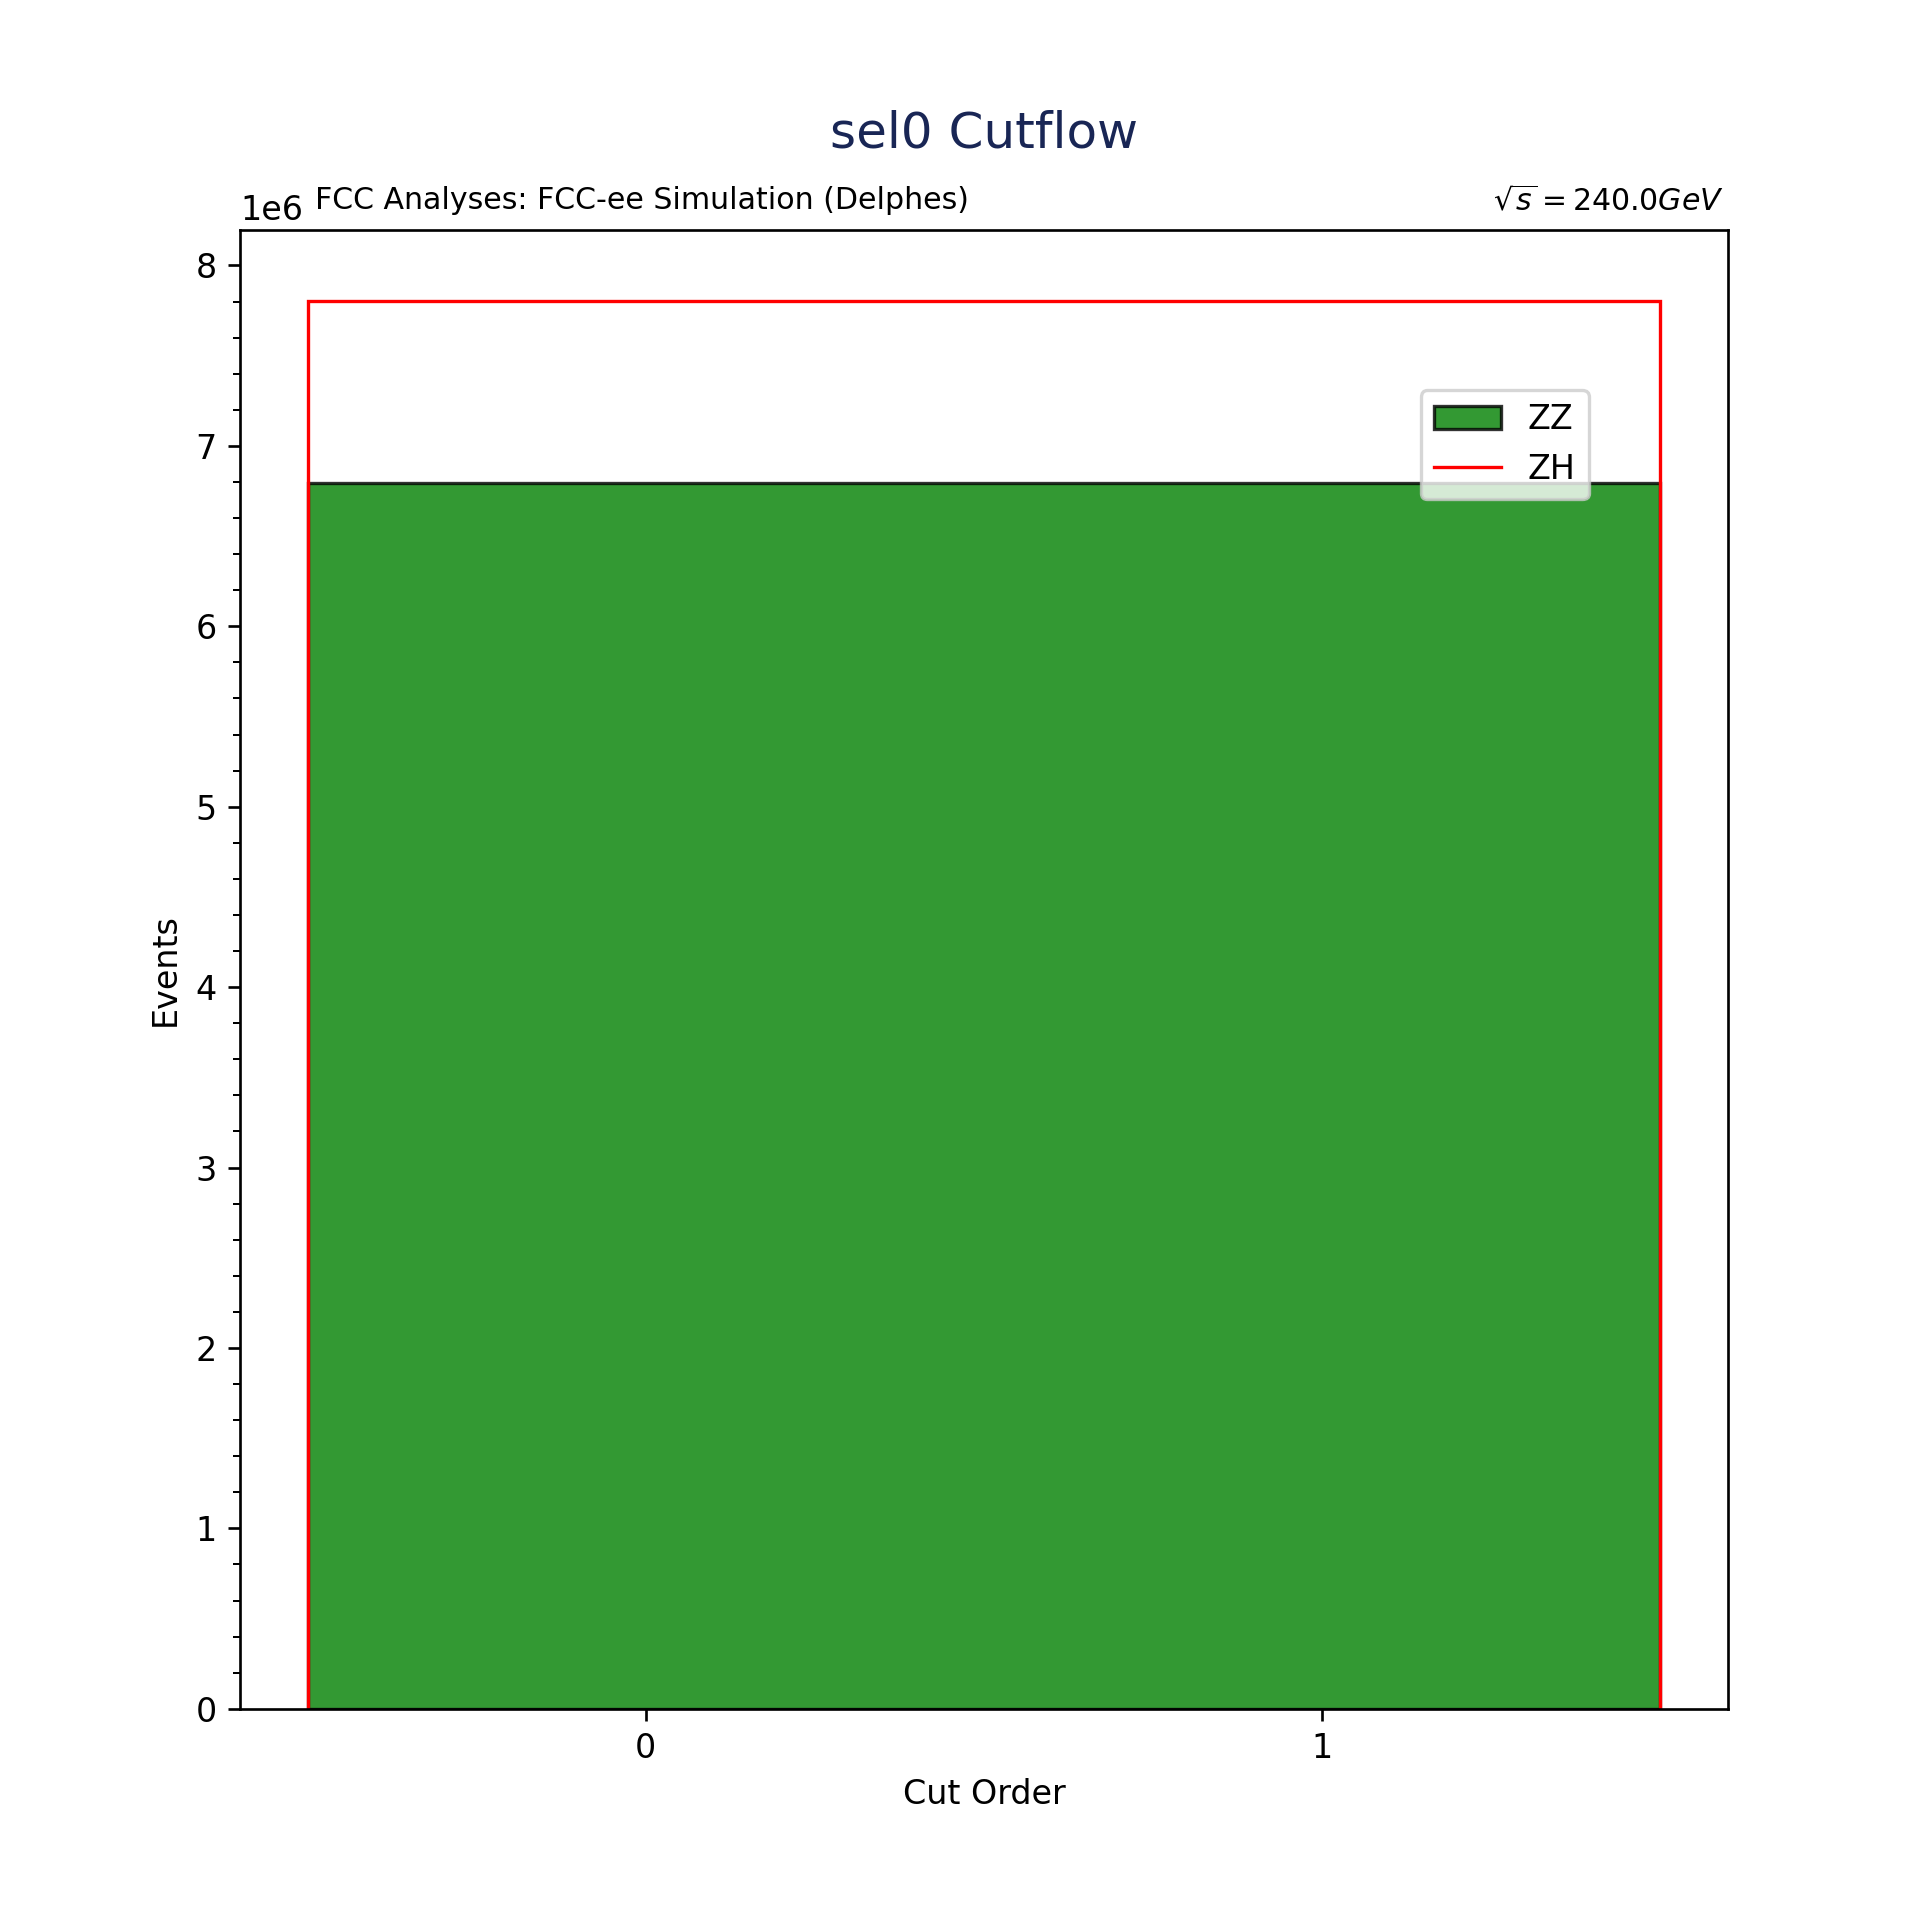 sel0 Cutflow
1e6 FCC Analyses: FCC-ee Simulation (Delphes) √s = 240.0GeV
8
7
6
5
4
3
2
1
0
Events
ZZ
ZH
0 1
Cut Order